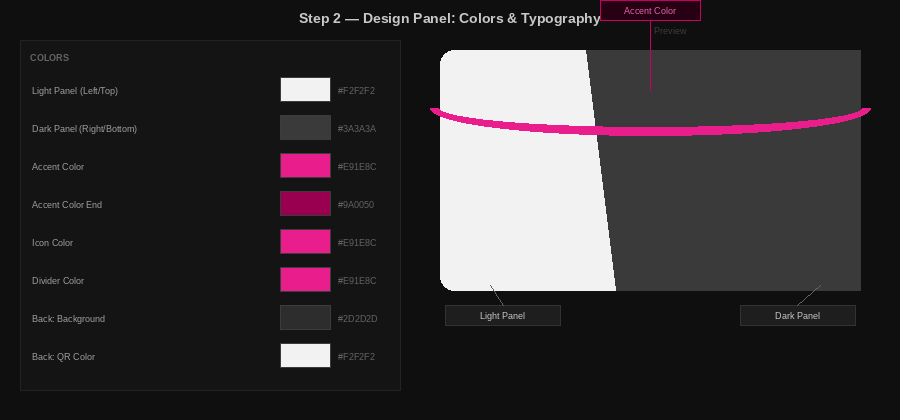 Step 2 — Design Panel: Colors & Typography
Accent Color
Preview
COLORS
Light Panel (Left/Top) #F2F2F2
Dark Panel (Right/Bottom) #3A3A3A
Accent Color #E91E8C
Accent Color End #9A0050
Icon Color #E91E8C
Divider Color #E91E8C
Back: Background #2D2D2D
Back: QR Color #F2F2F2
Light Panel
Dark Panel